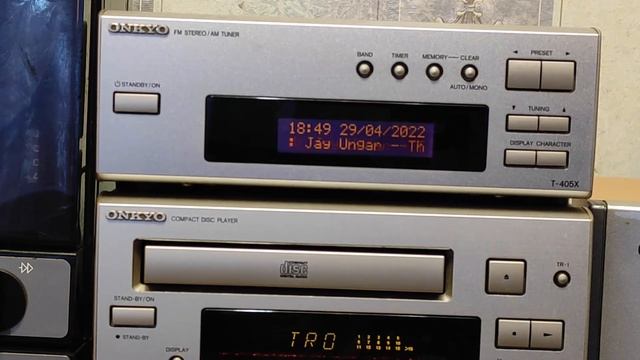 ONKYO FM STEREO / AM TUNER
BAND TIMER MEMORY CLEAR
AUTO / MONO
PRESET
STANDBY/ON
TUNING
DISPLAY CHARACTER
18:49 29/04/2022
: Jay Ungar -- Th
T-405X
ONKYO COMPACT DISC PLAYER
disc
TR-1
STAND-BY/ON
STAND-BY
DISPLAY
TRO